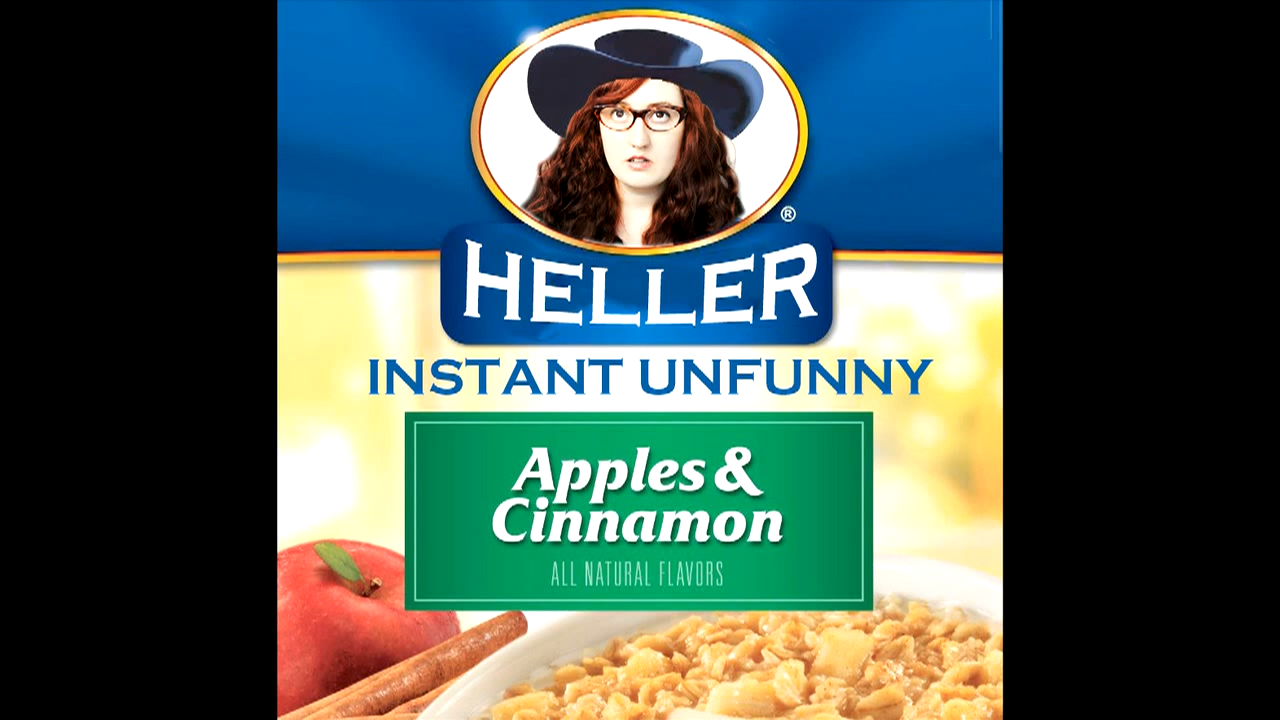 ®
HELLER
INSTANT UNFUNNY
Apples &
Cinnamon
ALL NATURAL FLAVORS